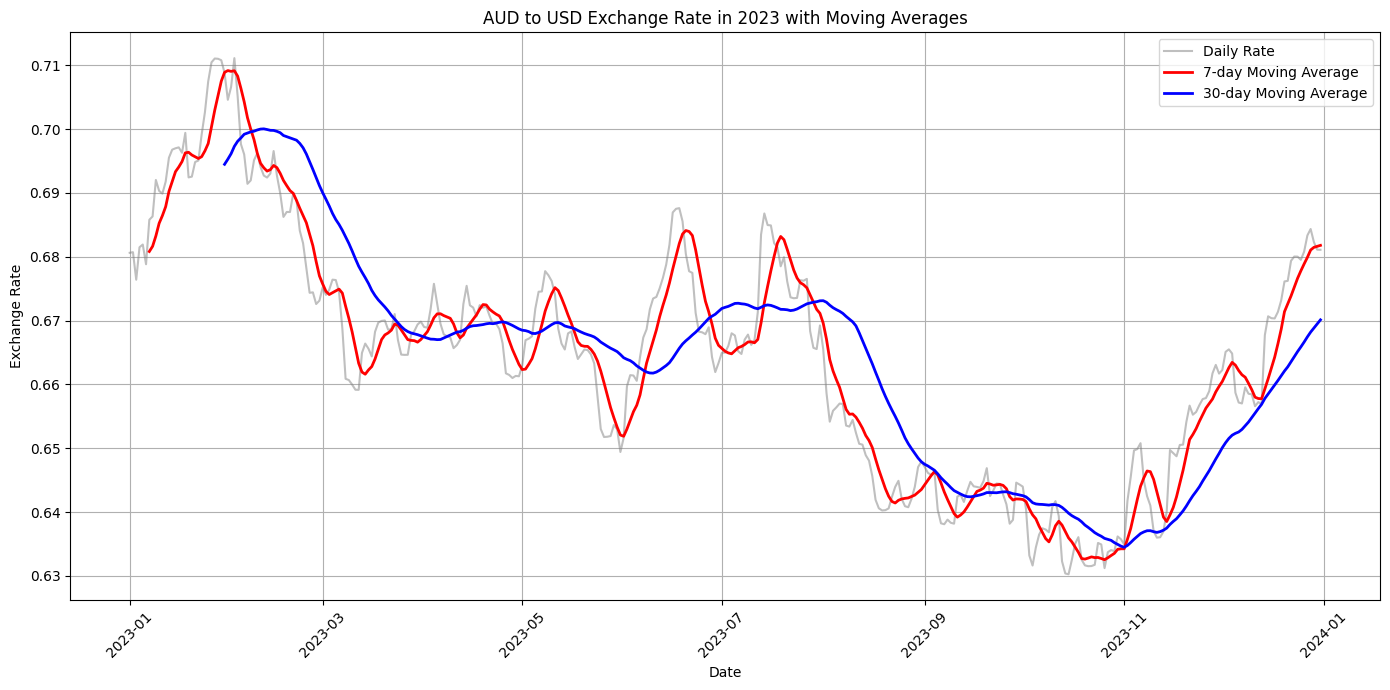 AUD to USD Exchange Rate in 2023 with Moving Averages
Daily Rate
7-day Moving Average
30-day Moving Average
Exchange Rate
0.71
0.70
0.69
0.68
0.67
0.66
0.65
0.64
0.63
2023-01
2023-03
2023-05
2023-07
2023-09
2023-11
2024-01
Date